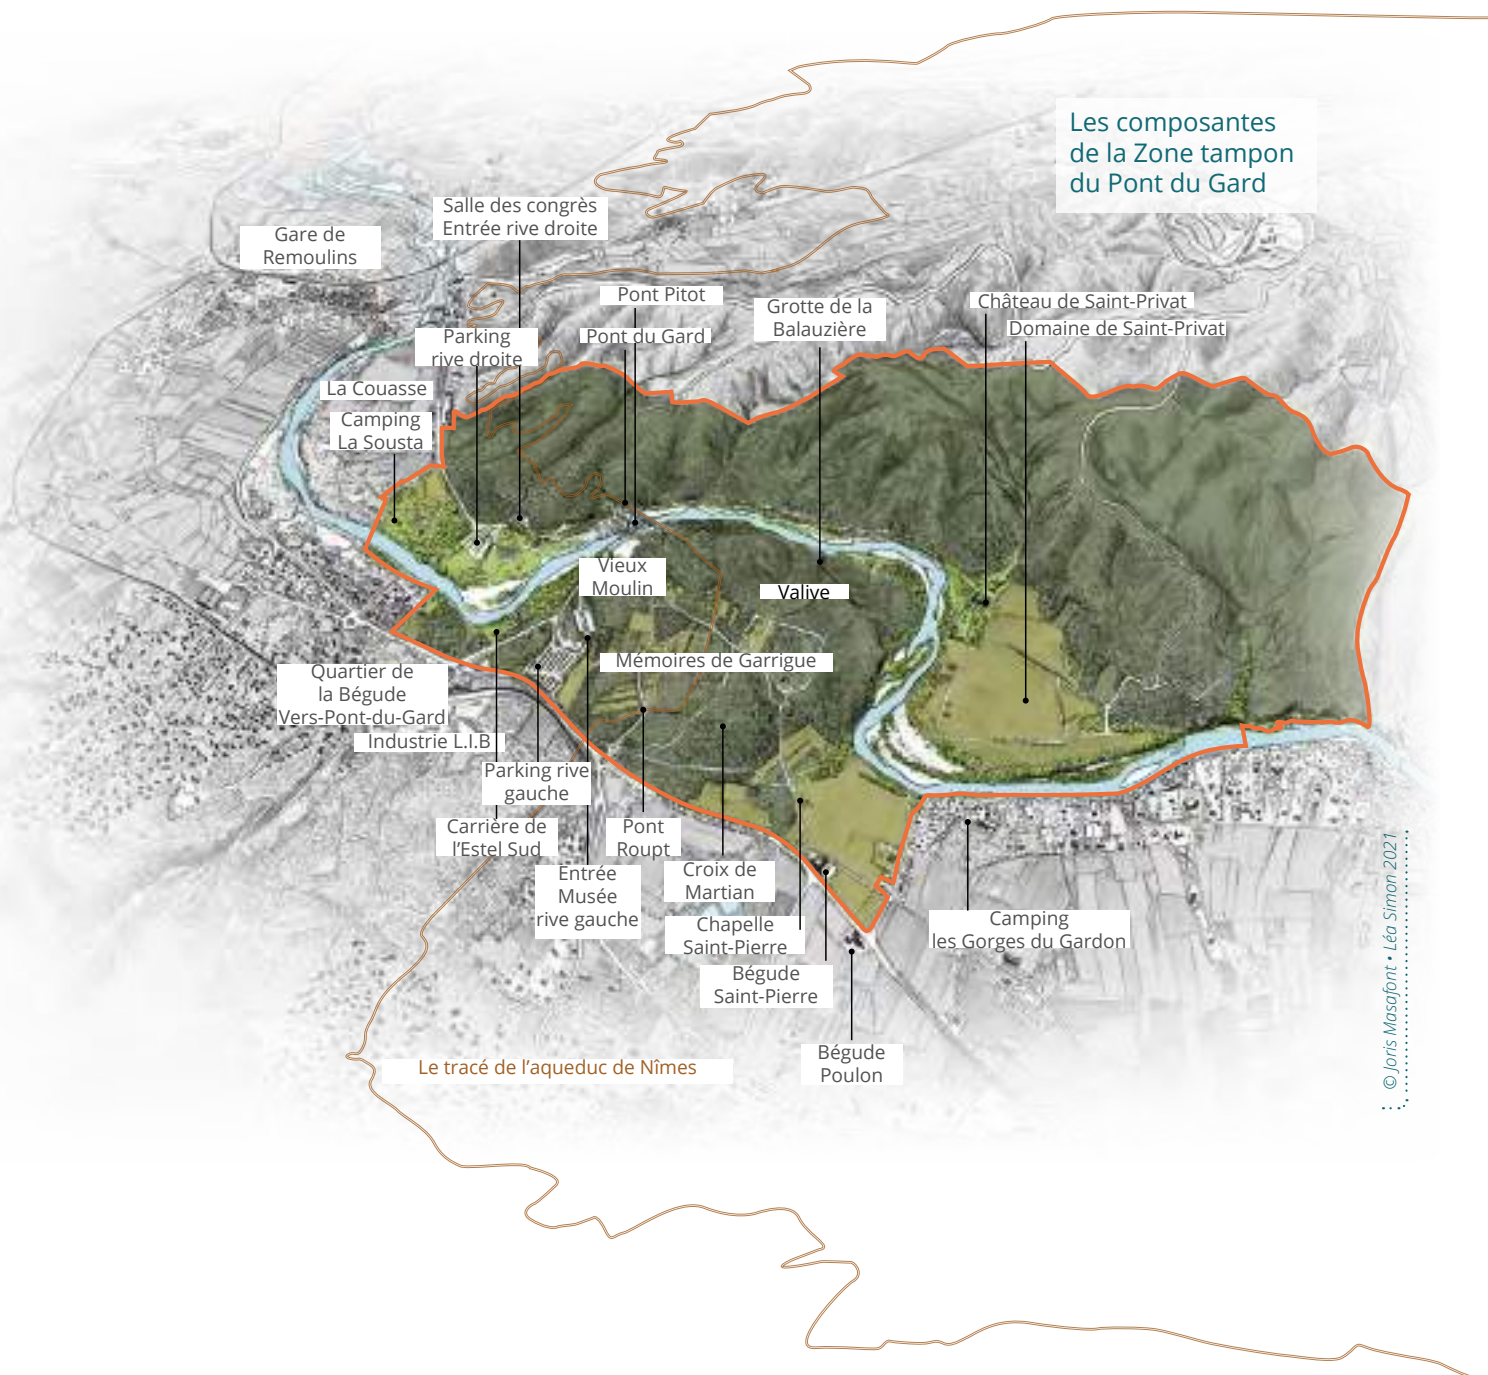 Les composantes
de la Zone tampon
du Pont du Gard
Salle des congrès
Entrée rive droite
Gare de
Remoulins
Pont Pitot
Grotte de la
Balauzière
Château de Saint-Privat
Domaine de Saint-Privat
Parking
rive droite
Pont du Gard
La Couasse
Camping
La Sousta
Vieux
Moulin
Valive
Mémoires de Garrigue
Quartier de
la Bégude
Vers-Pont-du-Gard
Industrie L.I.B
Parking rive
gauche
Carrière de
l'Estel Sud
Pont
Roupt
Entrée
Musée
rive gauche
Croix de
Martian
Chapelle
Saint-Pierre
Camping
les Gorges du Gardon
Bégude
Saint-Pierre
Bégude
Poulon
Le tracé de l'aqueduc de Nîmes
© Joris Masafont • Léa Simon 2021